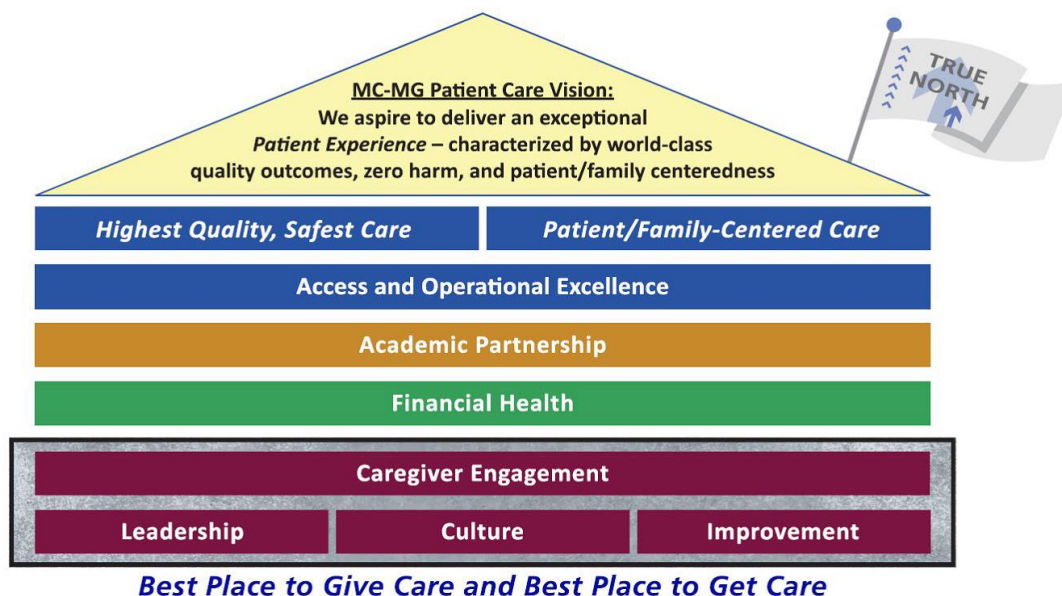 MC-MG Patient Care Vision:
We aspire to deliver an exceptional
Patient Experience – characterized by world-class
quality outcomes, zero harm, and patient/family centeredness
TRUE
NORTH
Highest Quality, Safest Care
Patient/Family-Centered Care
Access and Operational Excellence
Academic Partnership
Financial Health
Caregiver Engagement
Leadership
Culture
Improvement
Best Place to Give Care and Best Place to Get Care